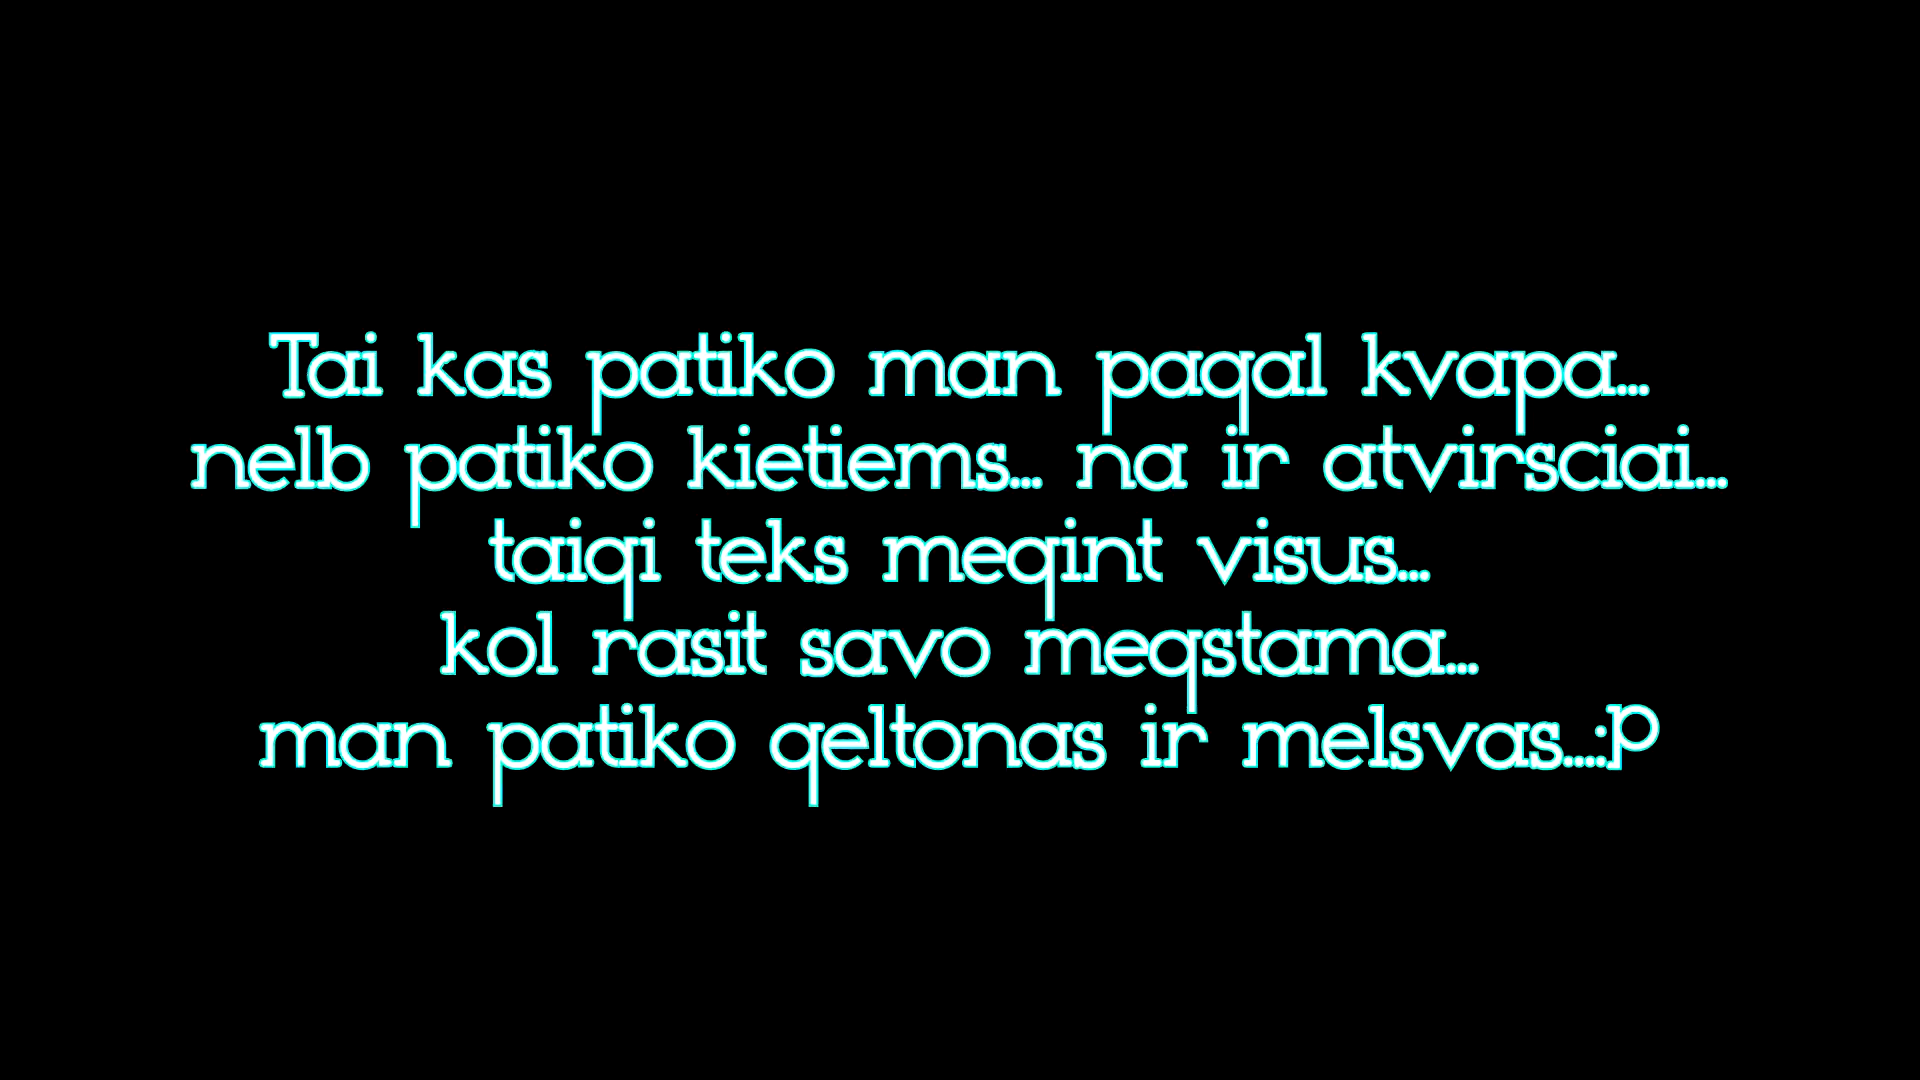 Tai kas patiko man pagal kvapa...
nelb patiko kietiems... na ir atvirsciai...
taigi teks megint visus...
kol rasit savo megstama...
man patiko geltonas ir melsvas....:P